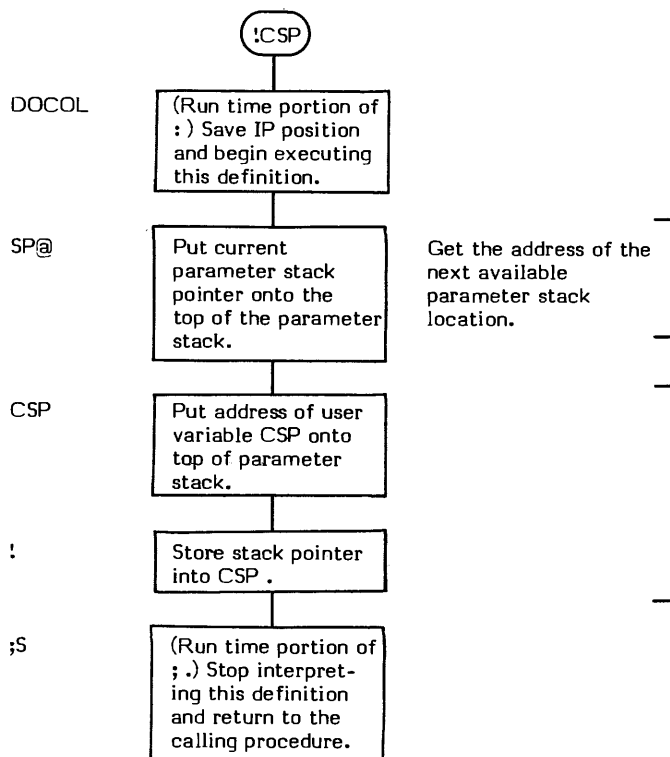 !CSP
DOCOL
(Run time portion of
: ) Save IP position
and begin executing
this definition.
SP@
Put current
parameter stack
pointer onto the
top of the parameter
stack.
Get the address of the
next available
parameter stack
location.
CSP
Put address of user
variable CSP onto
top of parameter
stack.
!
Store stack pointer
into CSP .
;S
(Run time portion of
; .) Stop interpret-
ing this definition
and return to the
calling procedure.